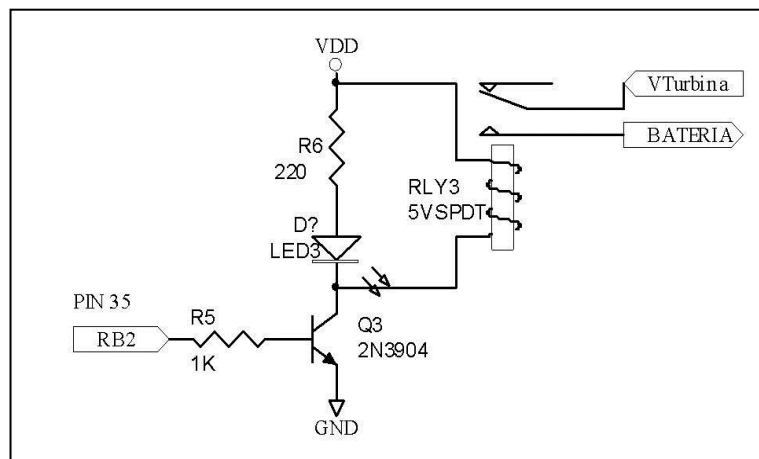 VDD
VTurbina
BATERIA
R6
220
RLY3
5VSPDT
D?
LED3
PIN 35
RB2
R5
1K
Q3
2N3904
GND